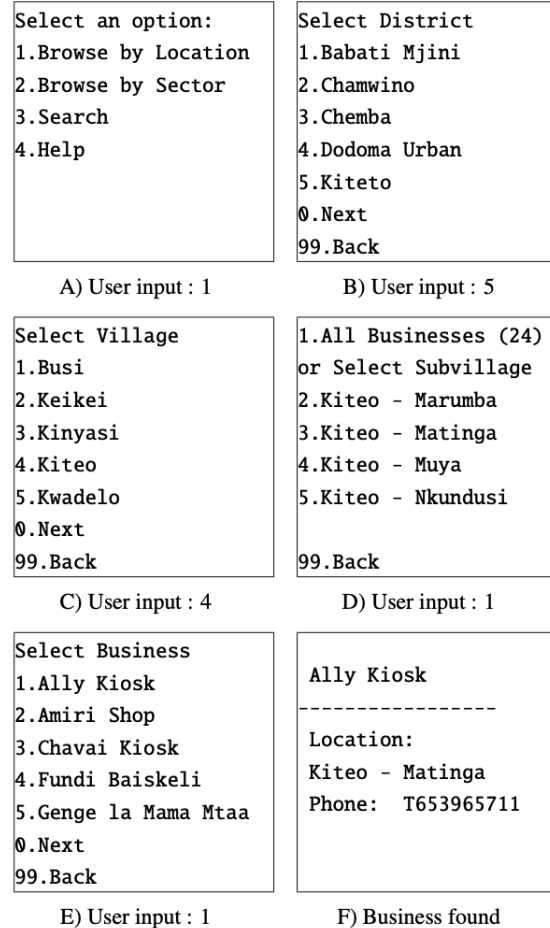 Select an option:
1.Browse by Location
2.Browse by Sector
3.Search
4.Help
A) User input : 1
Select District
1.Babati Mjini
2.Chamwino
3.Chemba
4.Dodoma Urban
5.Kiteto
0.Next
99.Back
B) User input : 5
Select Village
1.Busi
2.Keikei
3.Kinyasi
4.Kiteo
5.Kwadelo
0.Next
99.Back
C) User input : 4
1.All Businesses (24)
or Select Subvillage
2.Kiteo - Marumba
3.Kiteo - Matinga
4.Kiteo - Muya
5.Kiteo - Nkundusi
99.Back
D) User input : 1
Select Business
1.Ally Kiosk
2.Amiri Shop
3.Chavai Kiosk
4.Fundi Baiskeli
5.Genge la Mama Mtaa
0.Next
99.Back
E) User input : 1
Ally Kiosk
-----------------
Location:
Kiteo - Matinga
Phone: T653965711
F) Business found